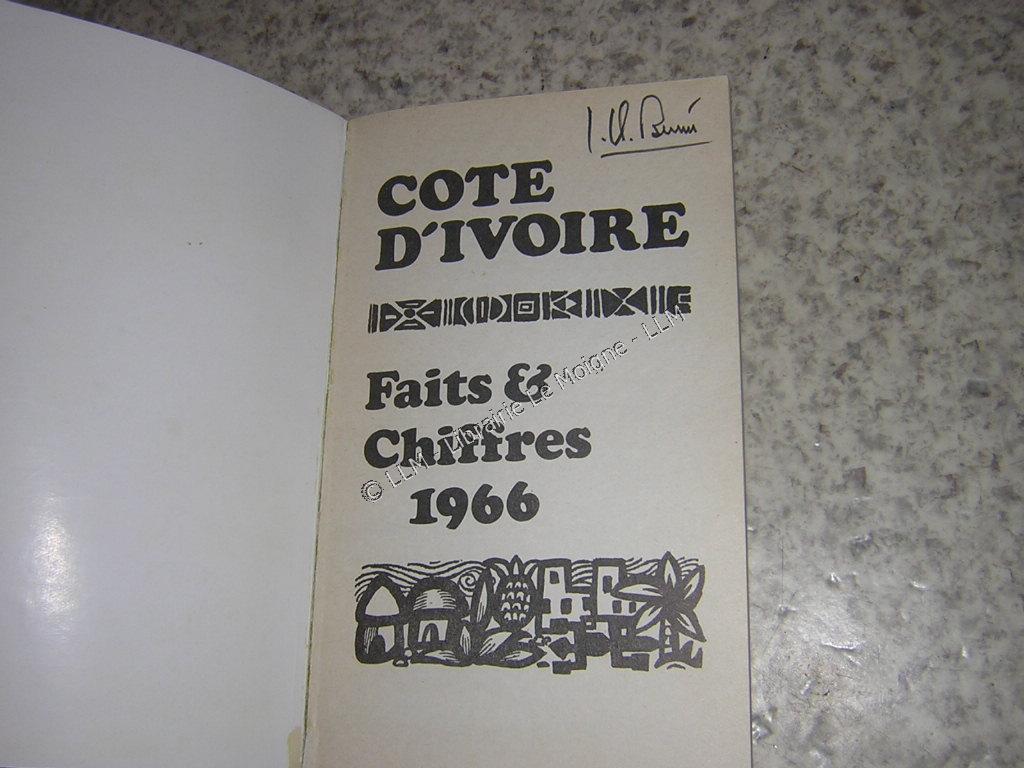 COTE
D'IVOIRE
Faits &
Chiffres
1966
© LLM - Librairie Le Moigne - LLM